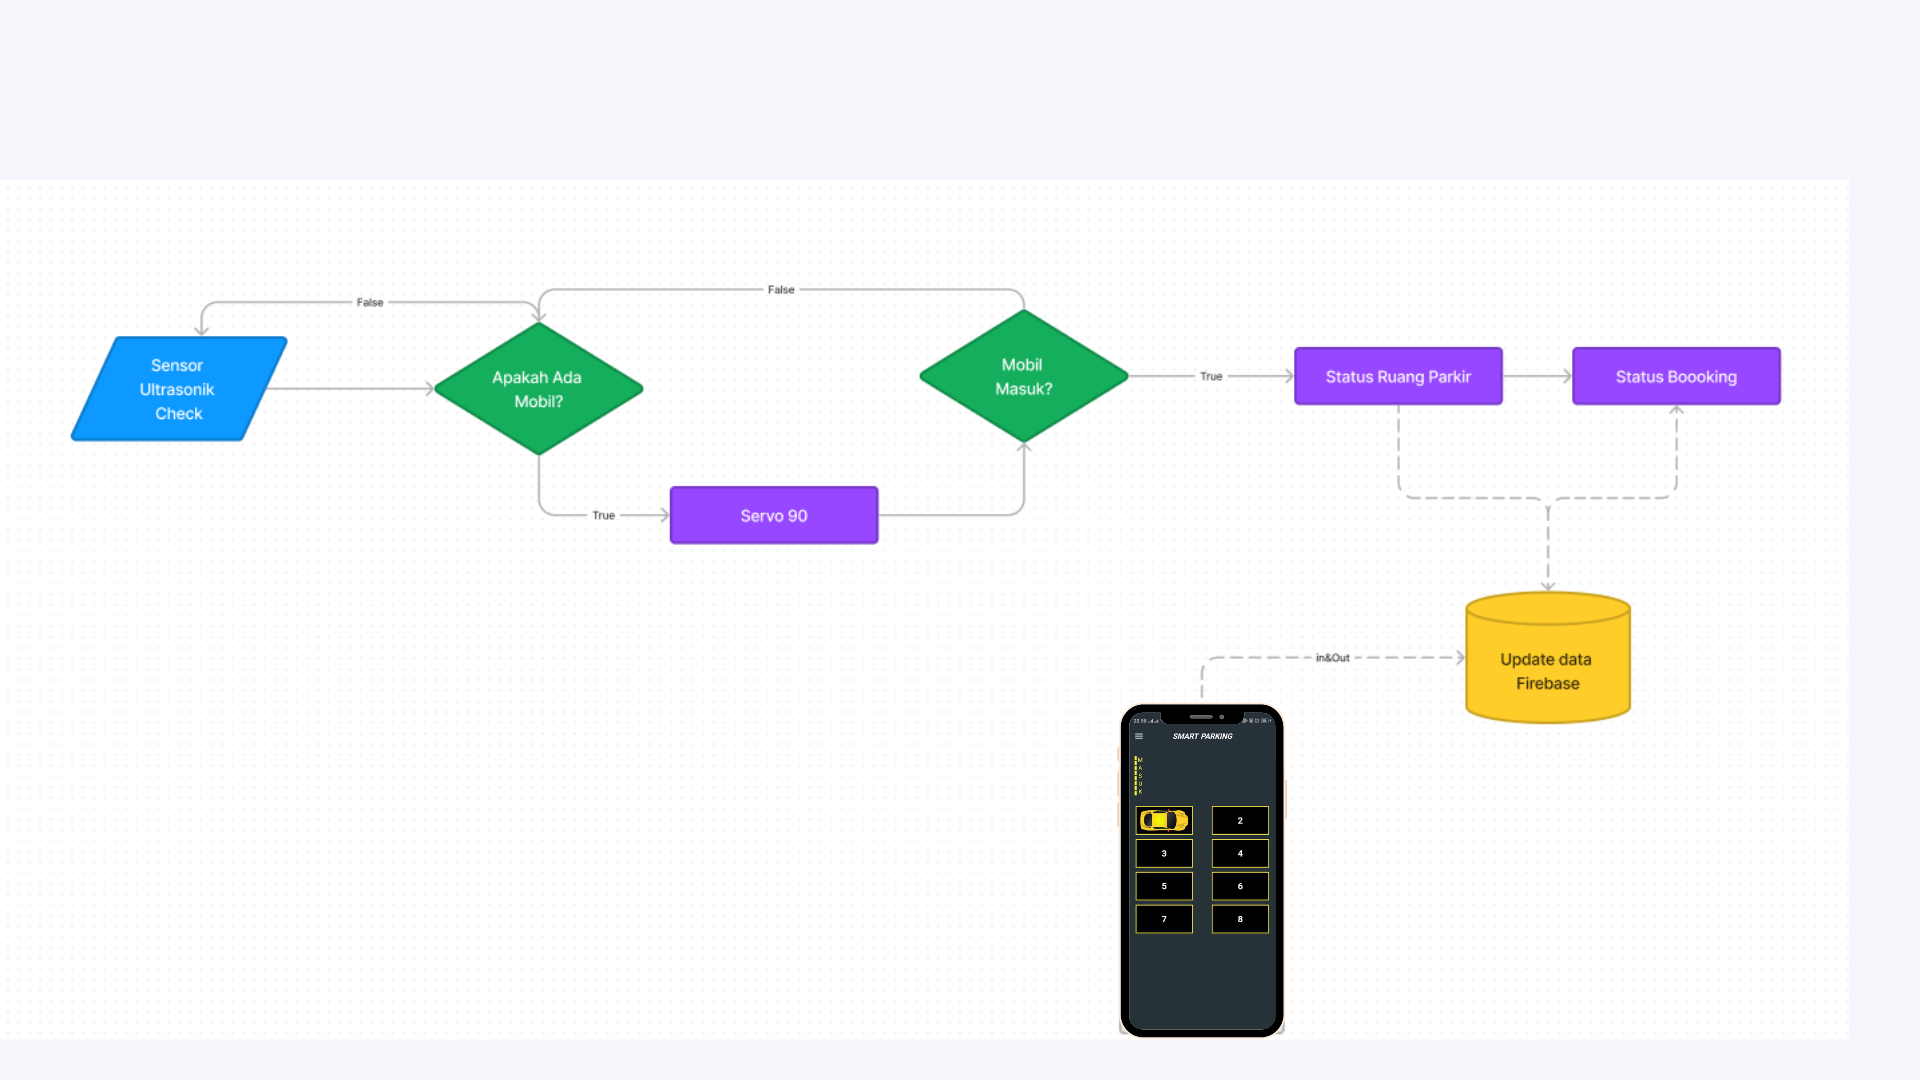 False
False
Sensor
Ultrasonik
Check
Apakah Ada
Mobil?
Mobil
Masuk?
True
Status Ruang Parkir
Status Boooking
True
Servo 90
in&Out
Update data
Firebase
SMART PARKING
M
A
S
U
K
2
3
4
5
6
7
8